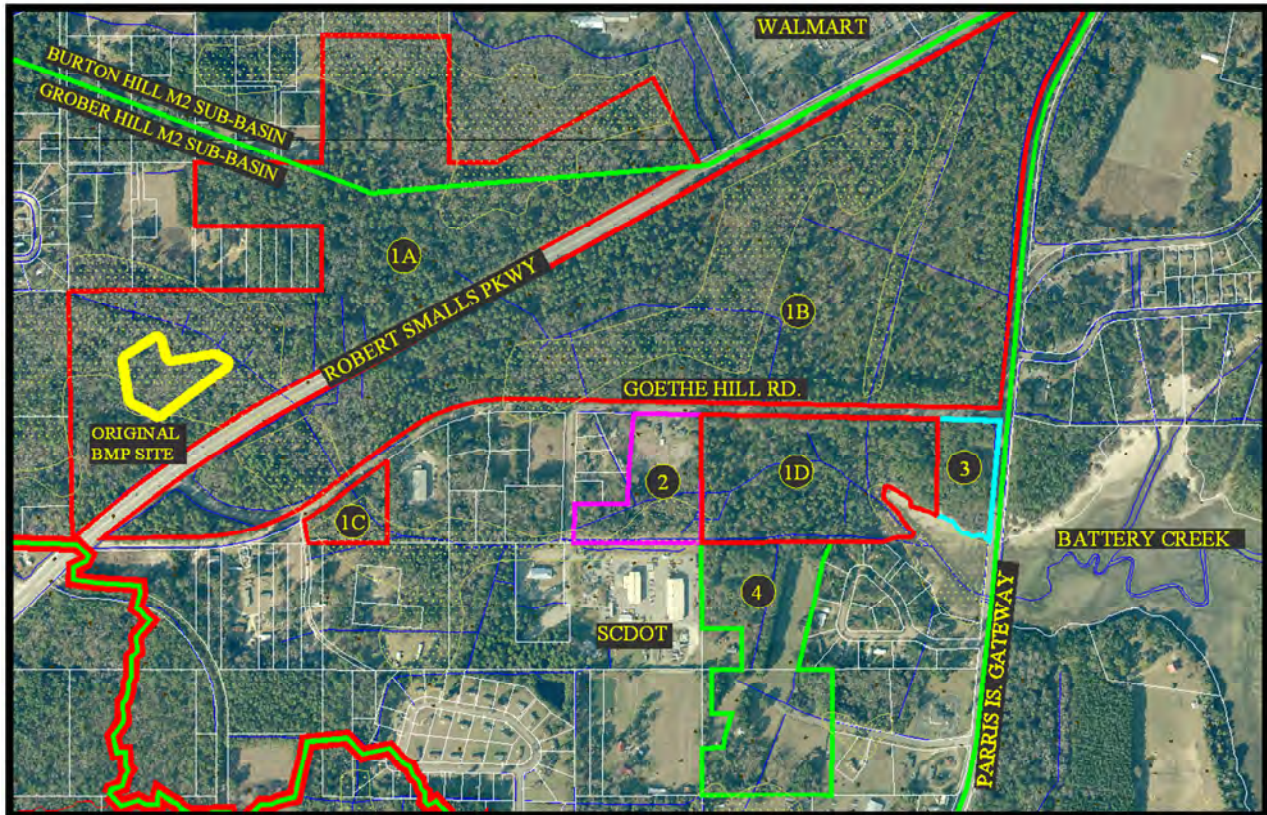 WALMART
BURTON HILL M2 SUB-BASIN
GROBER HILL M2 SUB-BASIN
1A
ROBERT SMALLS PKWY
1B
GOETHE HILL RD.
ORIGINAL
BMP SITE
2
1D
3
1C
BATTERY CREEK
4
SCDOT
PARRIS IS. GATEWAY